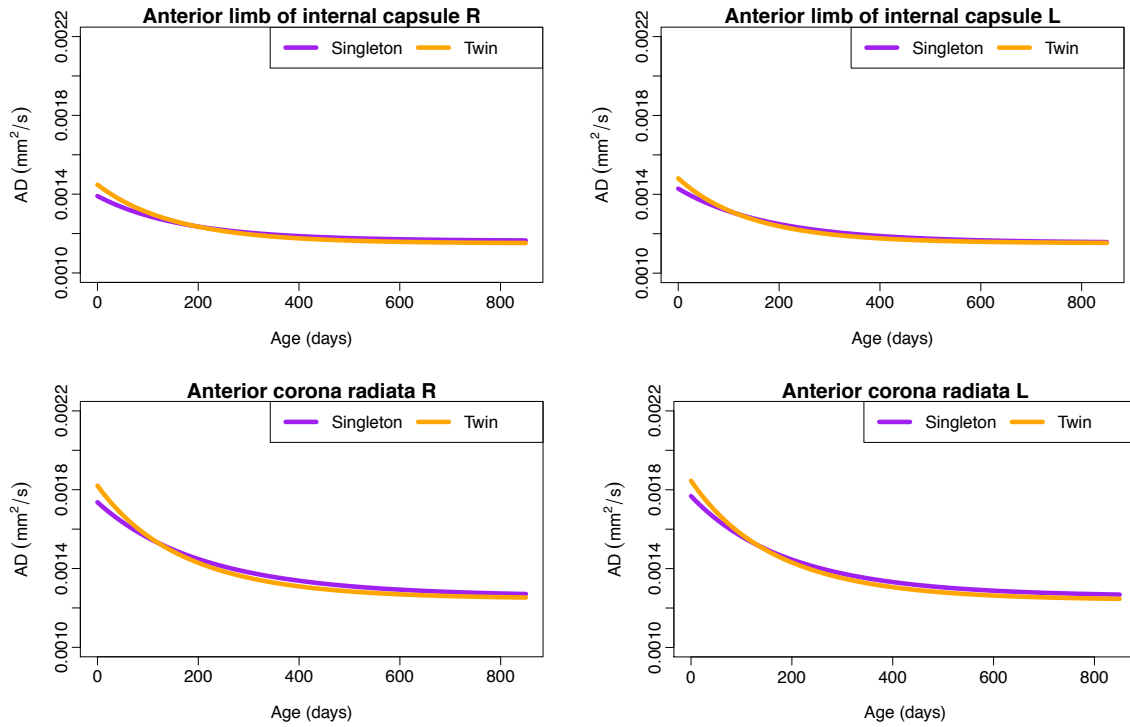 Anterior limb of internal capsule R
Singleton Twin
AD (mm²/s)
0.0022
0.0018
0.0014
0.0010
0 200 400 600 800
Age (days)
Anterior limb of internal capsule L
Singleton Twin
AD (mm²/s)
0.0022
0.0018
0.0014
0.0010
0 200 400 600 800
Age (days)
Anterior corona radiata R
Singleton Twin
AD (mm²/s)
0.0022
0.0018
0.0014
0.0010
0 200 400 600 800
Age (days)
Anterior corona radiata L
Singleton Twin
AD (mm²/s)
0.0022
0.0018
0.0014
0.0010
0 200 400 600 800
Age (days)